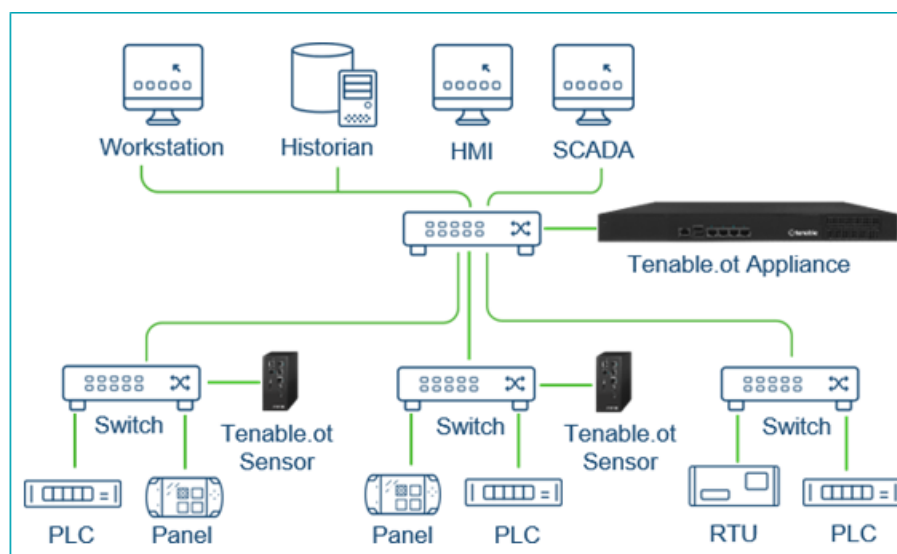 Workstation
Historian
HMI
SCADA
tenable
Tenable.ot Appliance
Switch
Tenable.ot
Sensor
Switch
Tenable.ot
Sensor
Switch
PLC
Panel
Panel
PLC
RTU
PLC